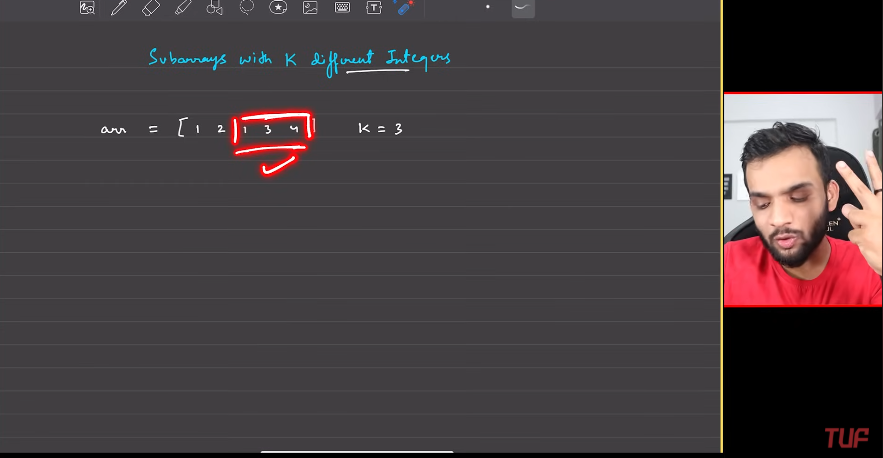 Subarrays with K different Integers
arr = [ 1 2 1 3 4 ] K = 3
TUF